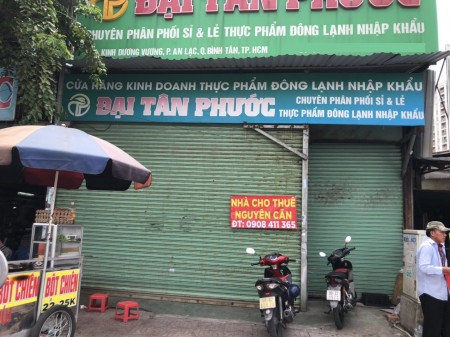 ĐẠI TÂN PHƯỚC
CHUYÊN PHÂN PHỐI SỈ & LẺ THỰC PHẨM ĐÔNG LẠNH NHẬP KHẨU
KINH DƯƠNG VƯƠNG, P.AN LẠC, Q.BÌNH TÂN, TP.HCM
CỬA HÀNG KINH DOANH THỰC PHẨM ĐÔNG LẠNH NHẬP KHẨU
ĐẠI TÂN PHƯỚC
CHUYÊN PHÂN PHỐI SỈ & LẺ
THỰC PHẨM ĐÔNG LẠNH NHẬP KHẨU
NHÀ CHO THUÊ
NGUYÊN CĂN
ĐT: 0908 411 365
BỘT CHIÊN
BỘT CHIÊN
22-25K